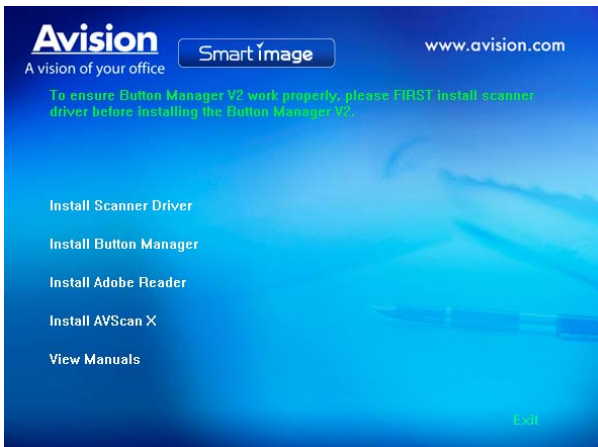 Avision
A vision of your office
Smart image
www.avision.com
To ensure Button Manager V2 work properly, please FIRST install scanner
driver before installing the Button Manager V2.
Install Scanner Driver
Install Button Manager
Install Adobe Reader
Install AVScan X
View Manuals
Exit